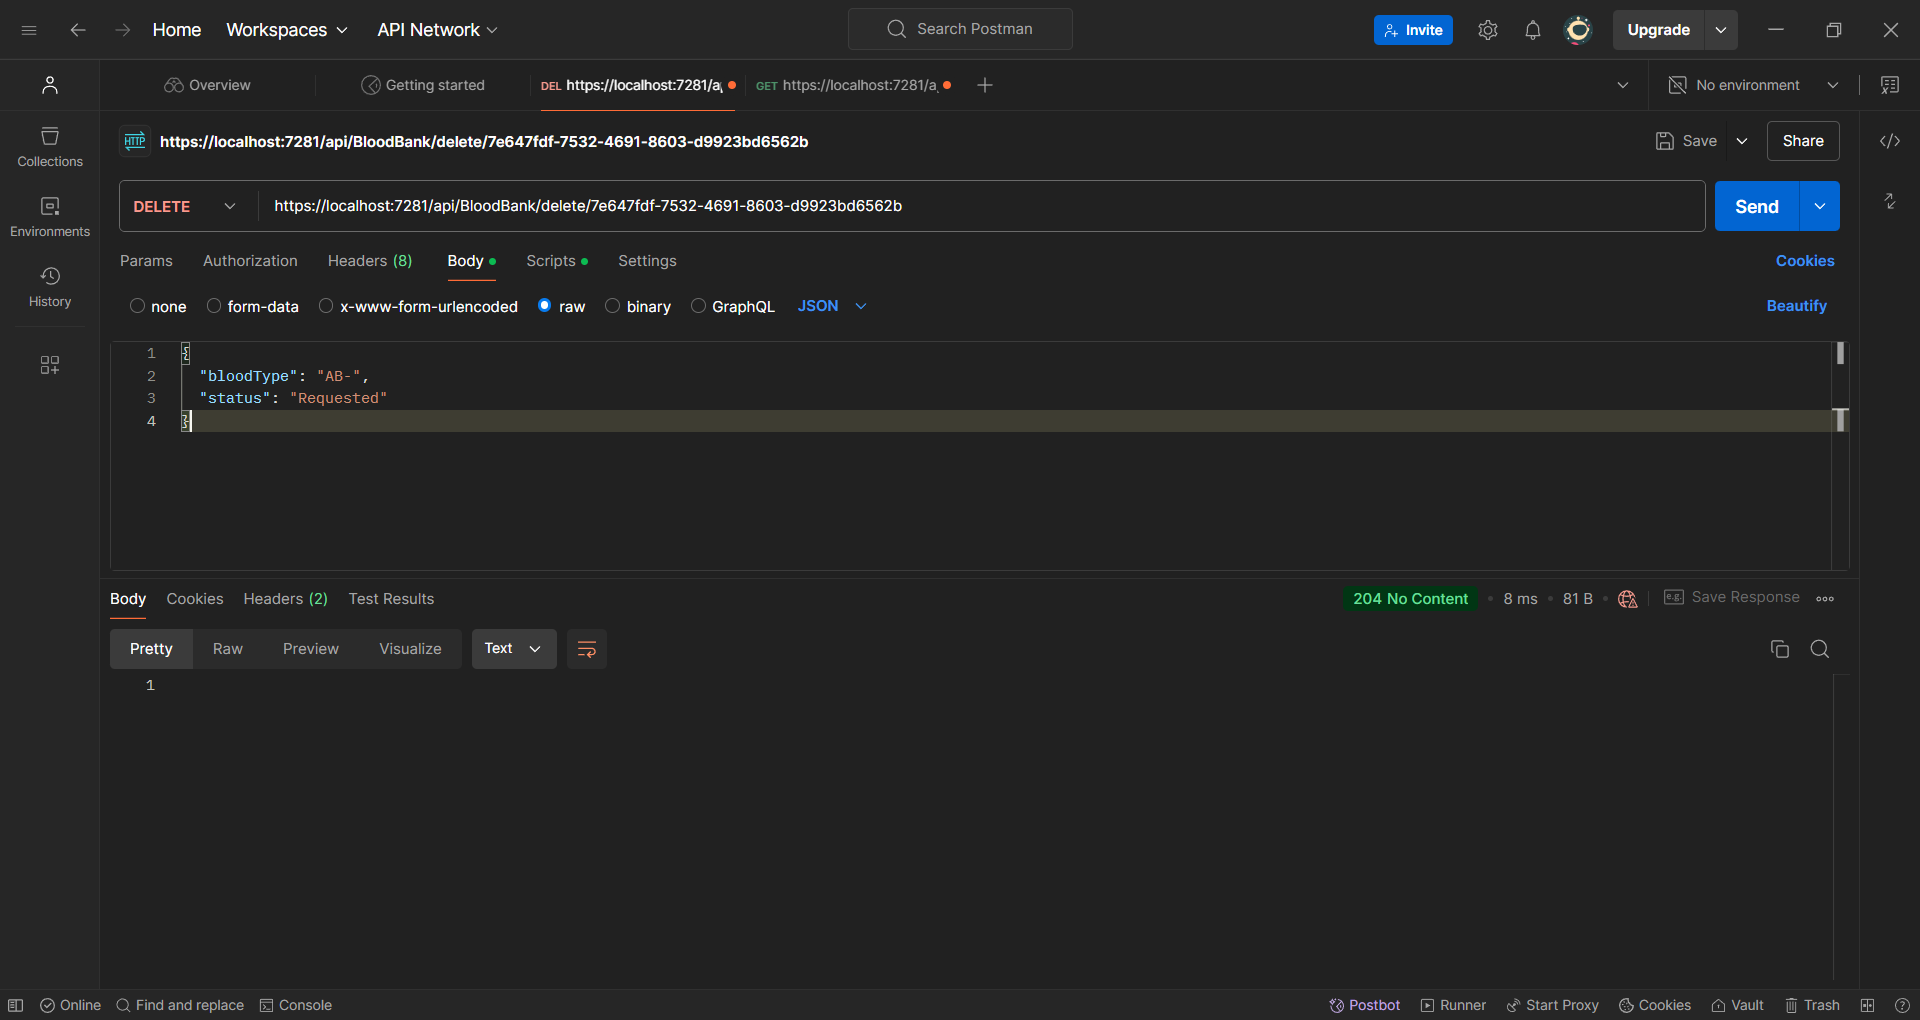 Home Workspaces API Network Search Postman Invite Upgrade
Overview Getting started DEL https://localhost:7281/a GET https://localhost:7281/a No environment
HTTP https://localhost:7281/api/BloodBank/delete/7e647fdf-7532-4691-8603-d9923bd6562b Save Share
Collections
Environments
History
DELETE https://localhost:7281/api/BloodBank/delete/7e647fdf-7532-4691-8603-d9923bd6562b Send
Params Authorization Headers (8) Body Scripts Settings Cookies
none form-data x-www-form-urlencoded raw binary GraphQL JSON Beautify
1 {
2 "bloodType": "AB-",
3 "status": "Requested"
4 }
Body Cookies Headers (2) Test Results 204 No Content 8 ms 81 B e.g. Save Response
Pretty Raw Preview Visualize Text
1
Online Find and replace Console Postbot Runner Start Proxy Cookies Vault Trash